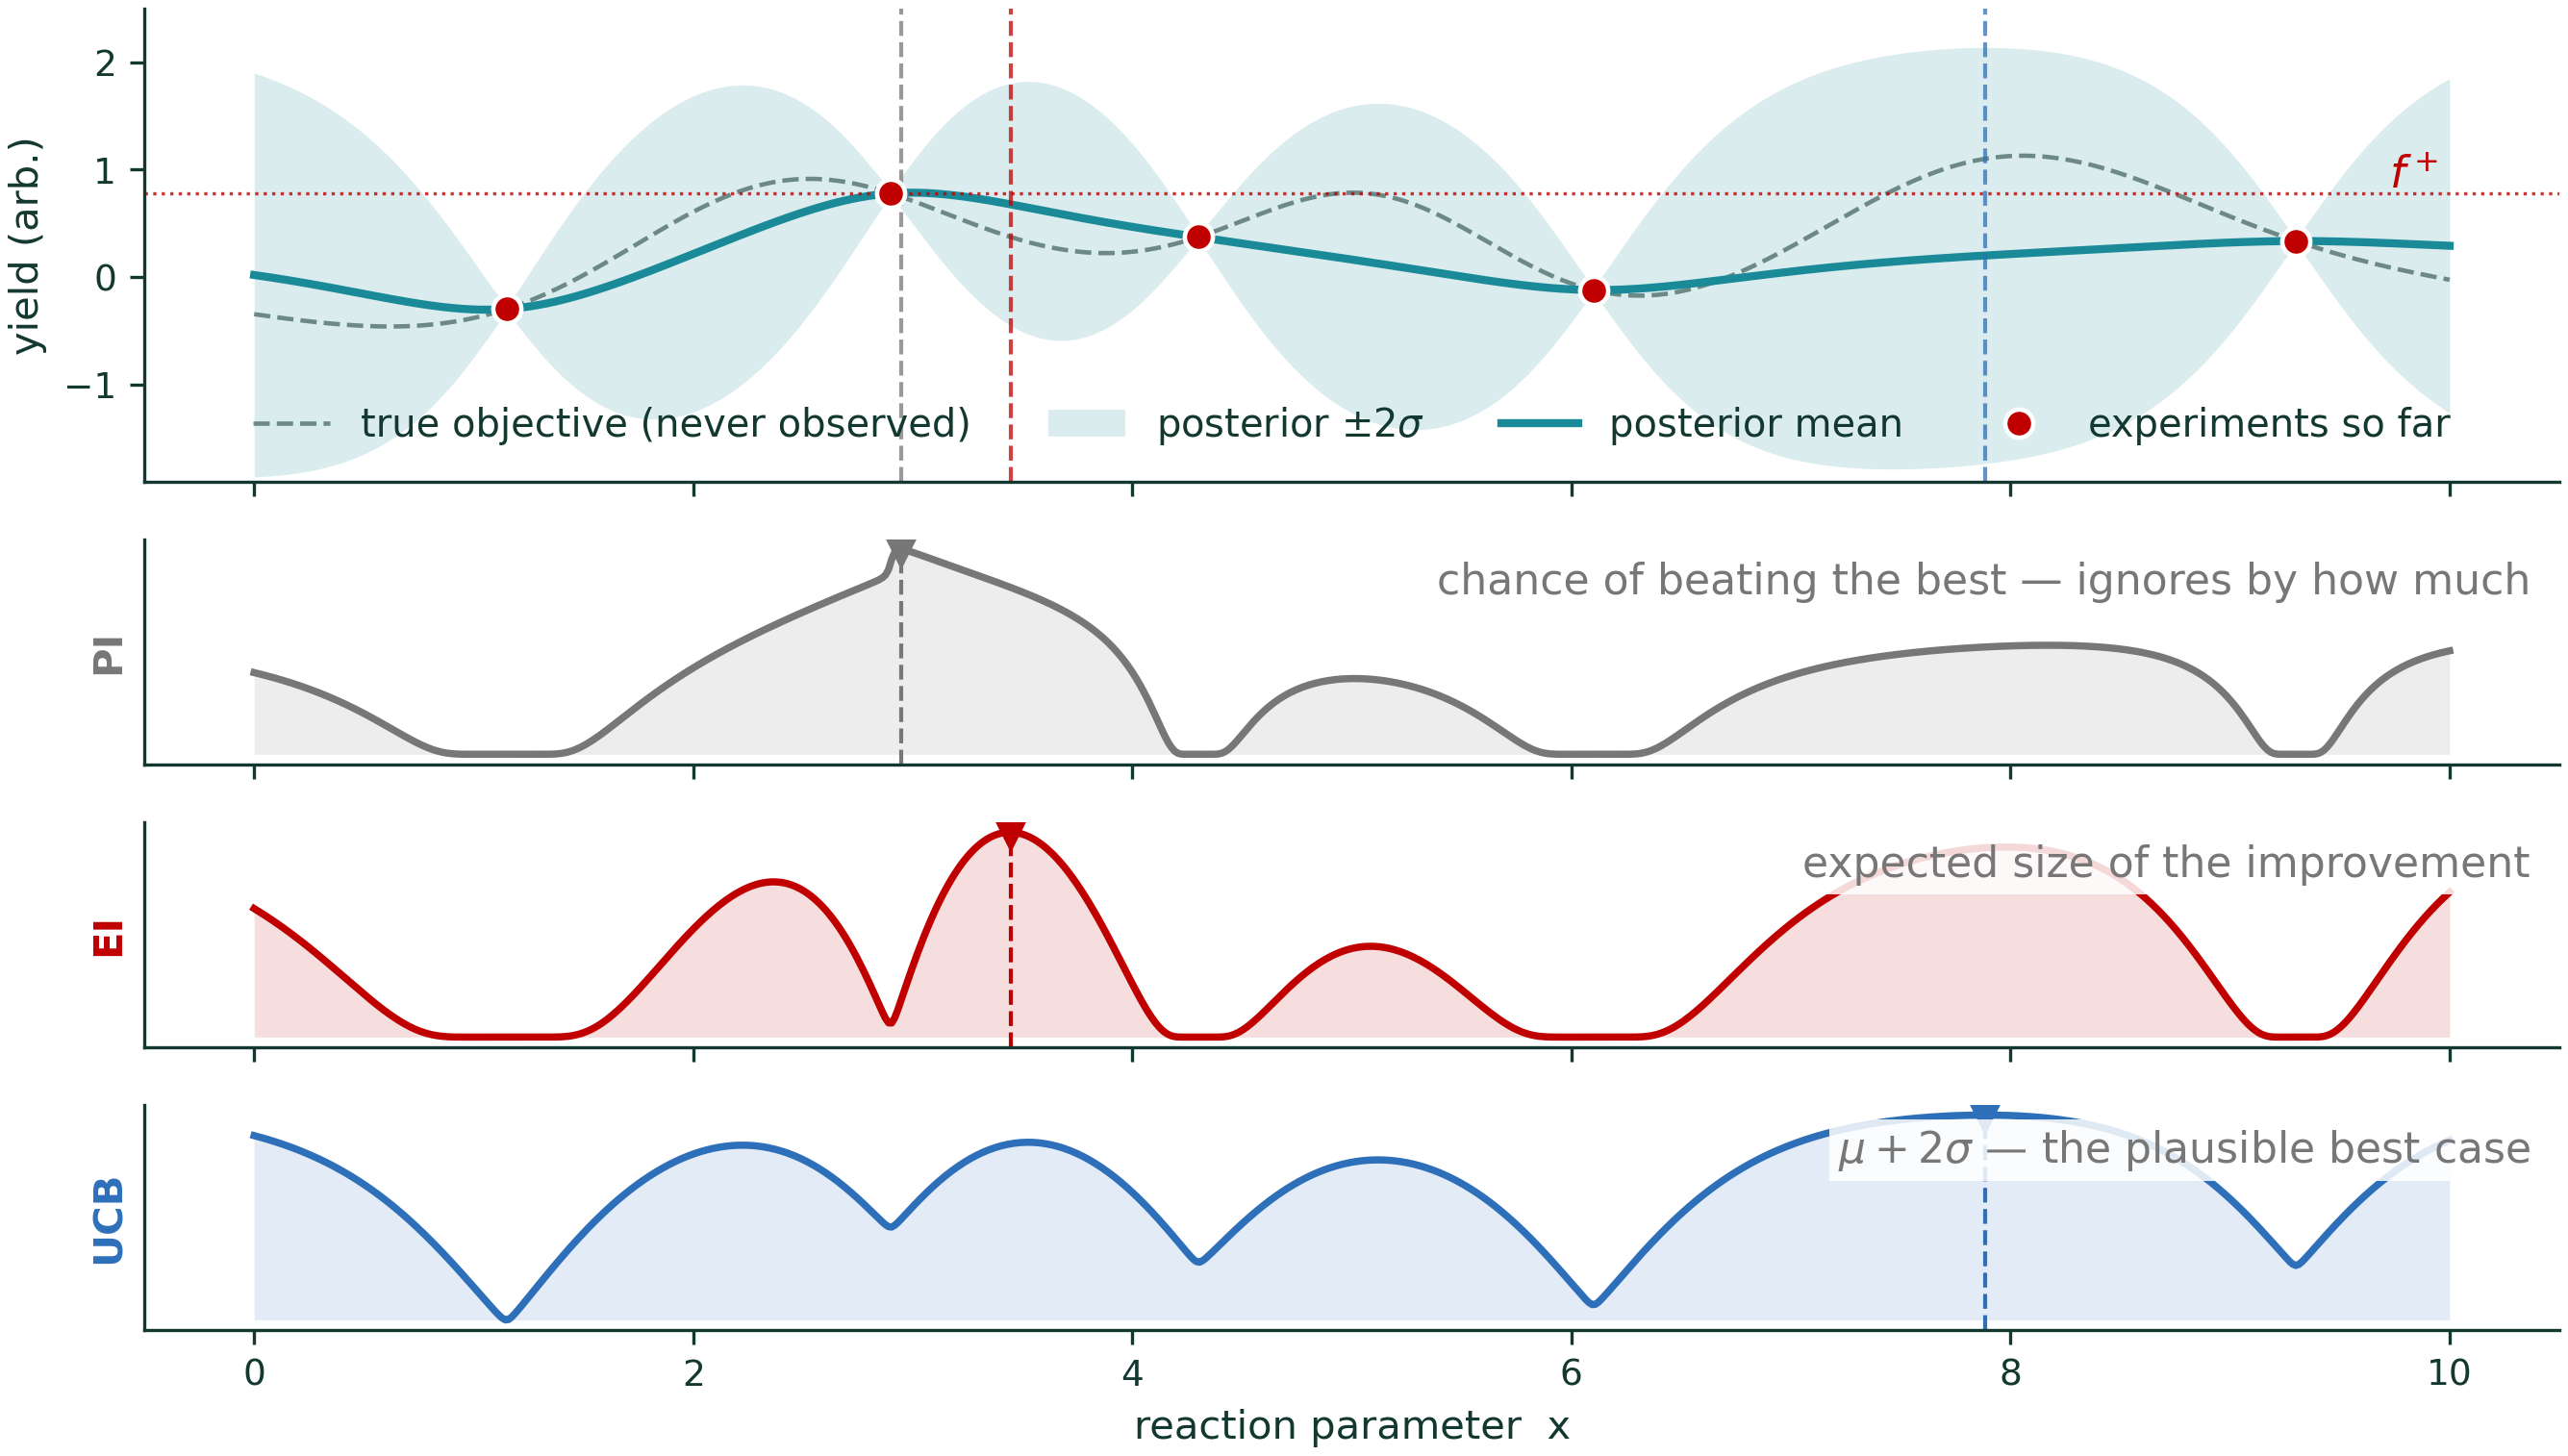 yield (arb.)
2
1
0
−1
f⁺
true objective (never observed)
posterior ±2σ
posterior mean
experiments so far
PI
chance of beating the best — ignores by how much
EI
expected size of the improvement
UCB
μ + 2σ — the plausible best case
0 2 4 6 8 10
reaction parameter x